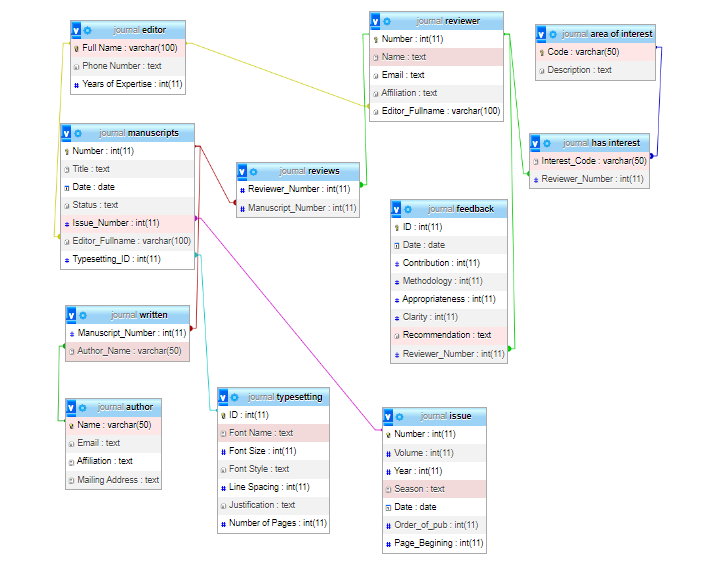 journal editor
Full Name : varchar(100)
Phone Number : text
Years of Expertise : int(11)
journal reviewer
Number : int(11)
Name : text
Email : text
Affiliation : text
Editor_Fullname : varchar(100)
journal area of interest
Code : varchar(50)
Description : text
journal manuscripts
Number : int(11)
Title : text
Date : date
Status : text
Issue_Number : int(11)
Editor_Fullname : varchar(100)
Typesetting_ID : int(11)
journal reviews
Reviewer_Number : int(11)
Manuscript_Number : int(11)
journal has interest
Interest_Code : varchar(50)
Reviewer_Number : int(11)
journal feedback
ID : int(11)
Date : date
Contribution : int(11)
Methodology : int(11)
Appropriateness : int(11)
Clarity : int(11)
Recommendation : text
Reviewer_Number : int(11)
journal written
Manuscript_Number : int(11)
Author_Name : varchar(50)
journal author
Name : varchar(50)
Email : text
Affiliation : text
Mailing Address : text
journal typesetting
ID : int(11)
Font Name : text
Font Size : int(11)
Font Style : text
Line Spacing : int(11)
Justification : text
Number of Pages : int(11)
journal issue
Number : int(11)
Volume : int(11)
Year : int(11)
Season : text
Date : date
Order_of_pub : int(11)
Page_Begining : int(11)